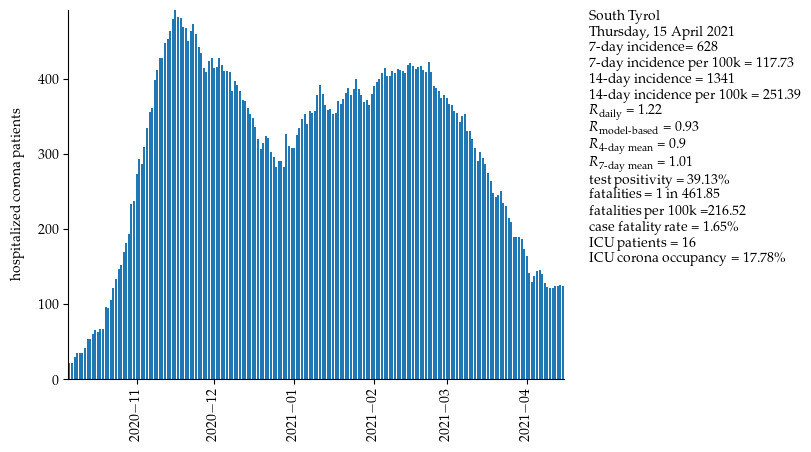 South Tyrol
Thursday, 15 April 2021
7-day incidence= 628
7-day incidence per 100k = 117.73
14-day incidence = 1341
14-day incidence per 100k = 251.39
R_daily = 1.22
R_model-based = 0.93
R_4-day mean = 0.9
R_7-day mean = 1.01
test positivity = 39.13%
fatalities = 1 in 461.85
fatalities per 100k =216.52
case fatality rate = 1.65%
ICU patients = 16
ICU corona occupancy = 17.78%
hospitalized corona patients
400
300
200
100
0
2020−11
2020−12
2021−01
2021−02
2021−03
2021−04